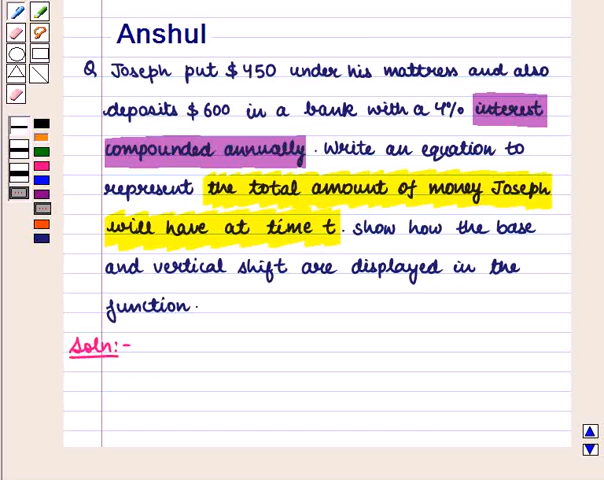 Anshul
Q Joseph put $ 450 under his mattress and also
deposits $ 600 in a bank with a 4% interest
compounded annually . Write an equation to
represent the total amount of money Joseph
will have at time t . show how the base
and vertical shift are displayed in the
function .
Soln:-